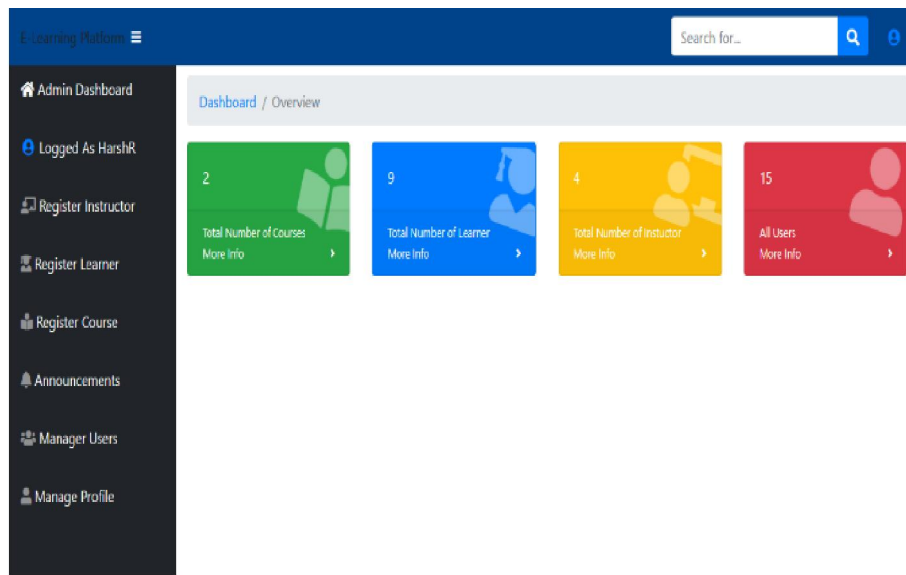 E-Learning Platform
Search for...
Admin Dashboard
Logged As HarshR
Register Instructor
Register Learner
Register Course
Announcements
Manager Users
Manage Profile
Dashboard / Overview
2
Total Number of Courses
More Info
9
Total Number of Learner
More Info
4
Total Number of Instuctor
More Info
15
All Users
More Info